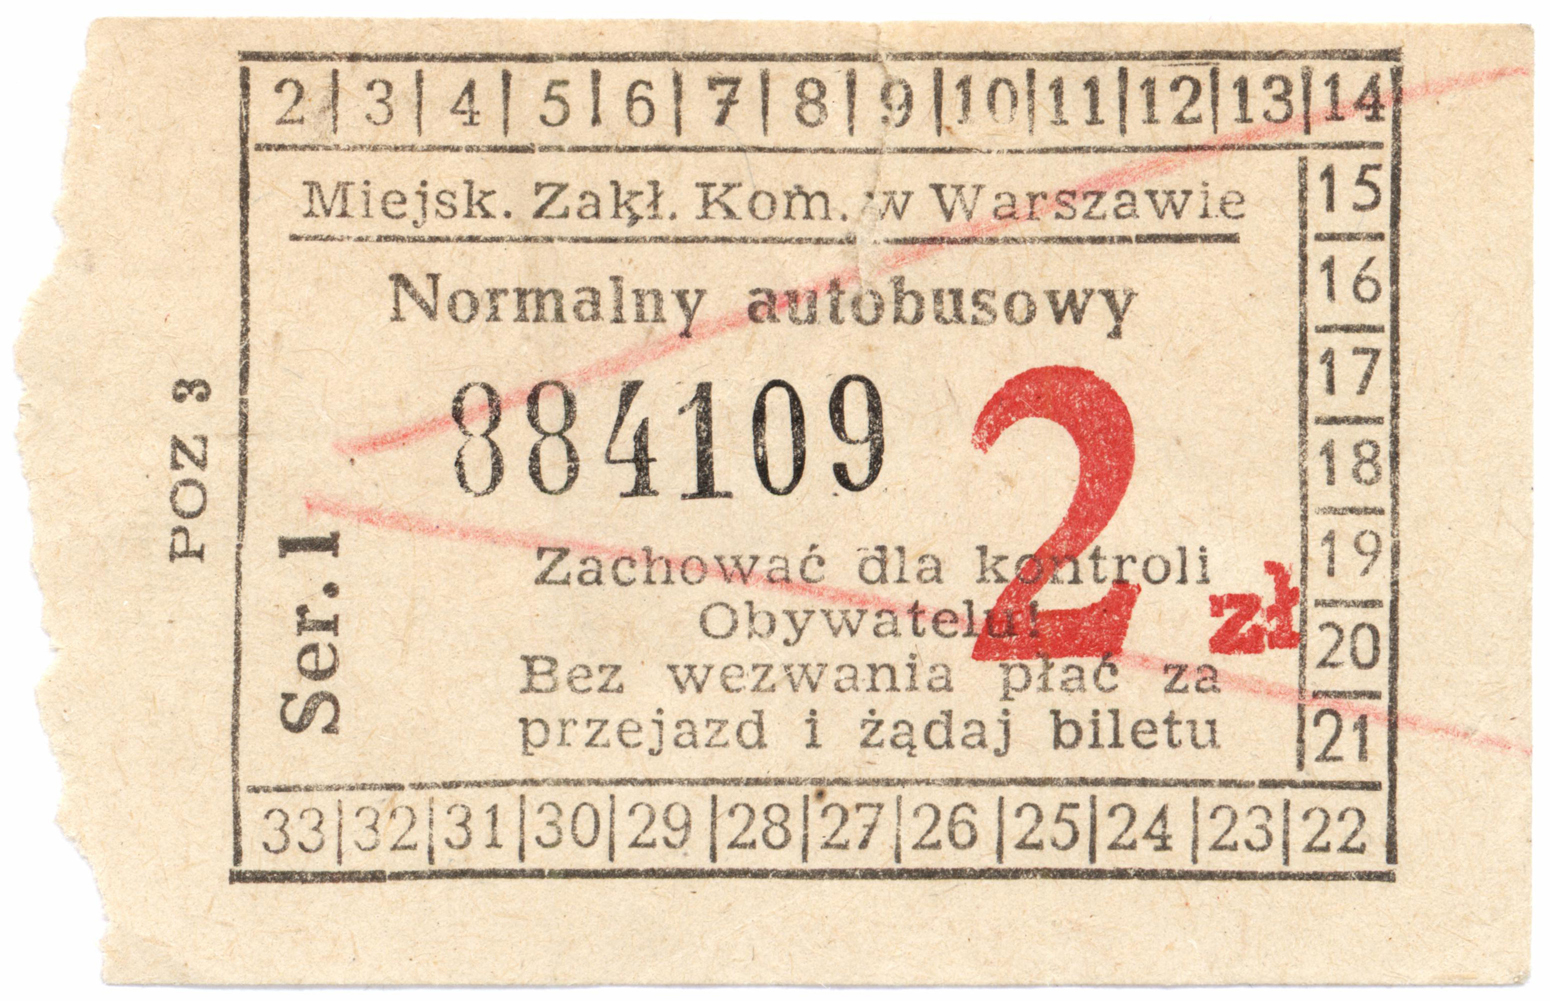 2 | 3 | 4 | 5 | 6 | 7 | 8 | 9 | 10 | 11 | 12 | 13 | 14
15
16
17
18
19
20
21
Miejsk. Zakł. Kom. w Warszawie
Normalny autobusowy
884109
2 zł
Zachować dla kontroli
Obywatelu!
Bez wezwania płać za
przejazd i żądaj biletu
Ser. 1
POZ 3
33 | 32 | 31 | 30 | 29 | 28 | 27 | 26 | 25 | 24 | 23 | 22